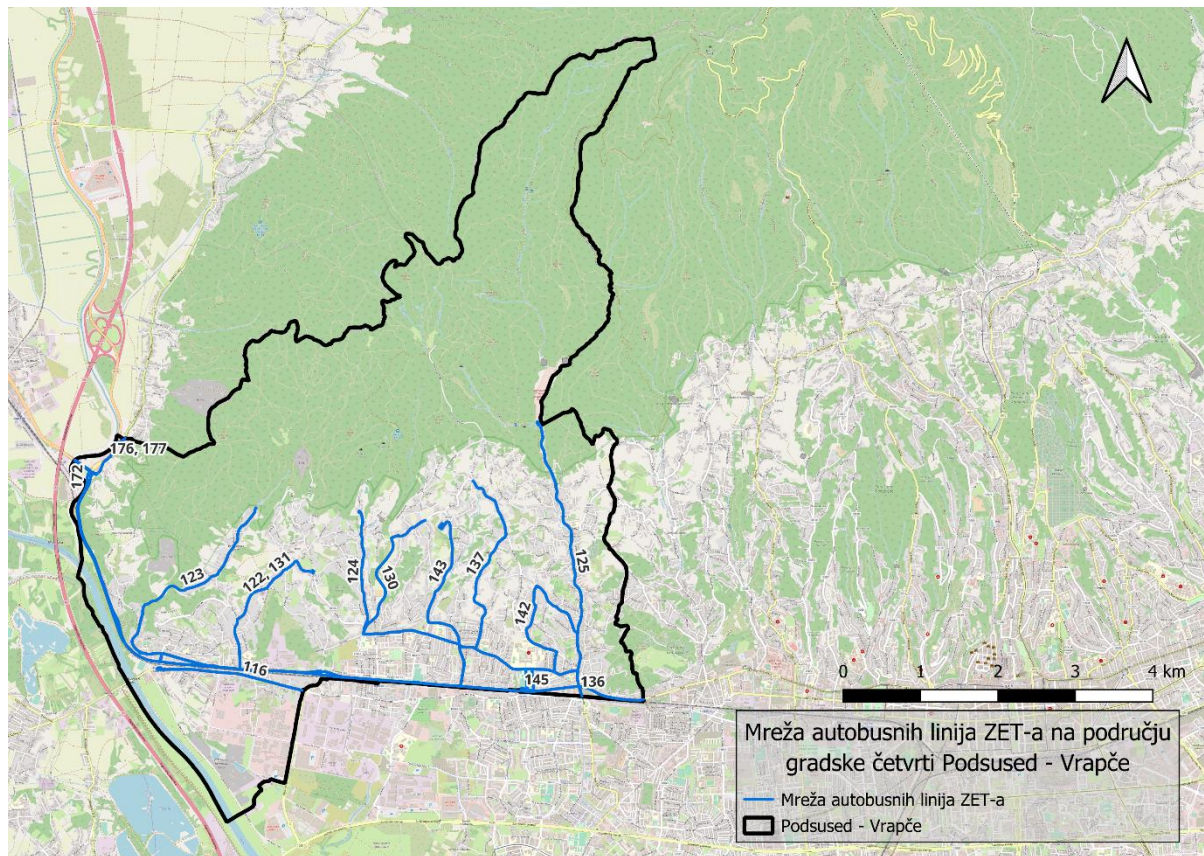 176, 177
172
123
122, 131
124
130
143
137
125
142
116
145
136
0 1 2 3 4 km
Mreža autobusnih linija ZET-a na području
gradske četvrti Podsused - Vrapče
Mreža autobusnih linija ZET-a
Podsused - Vrapče